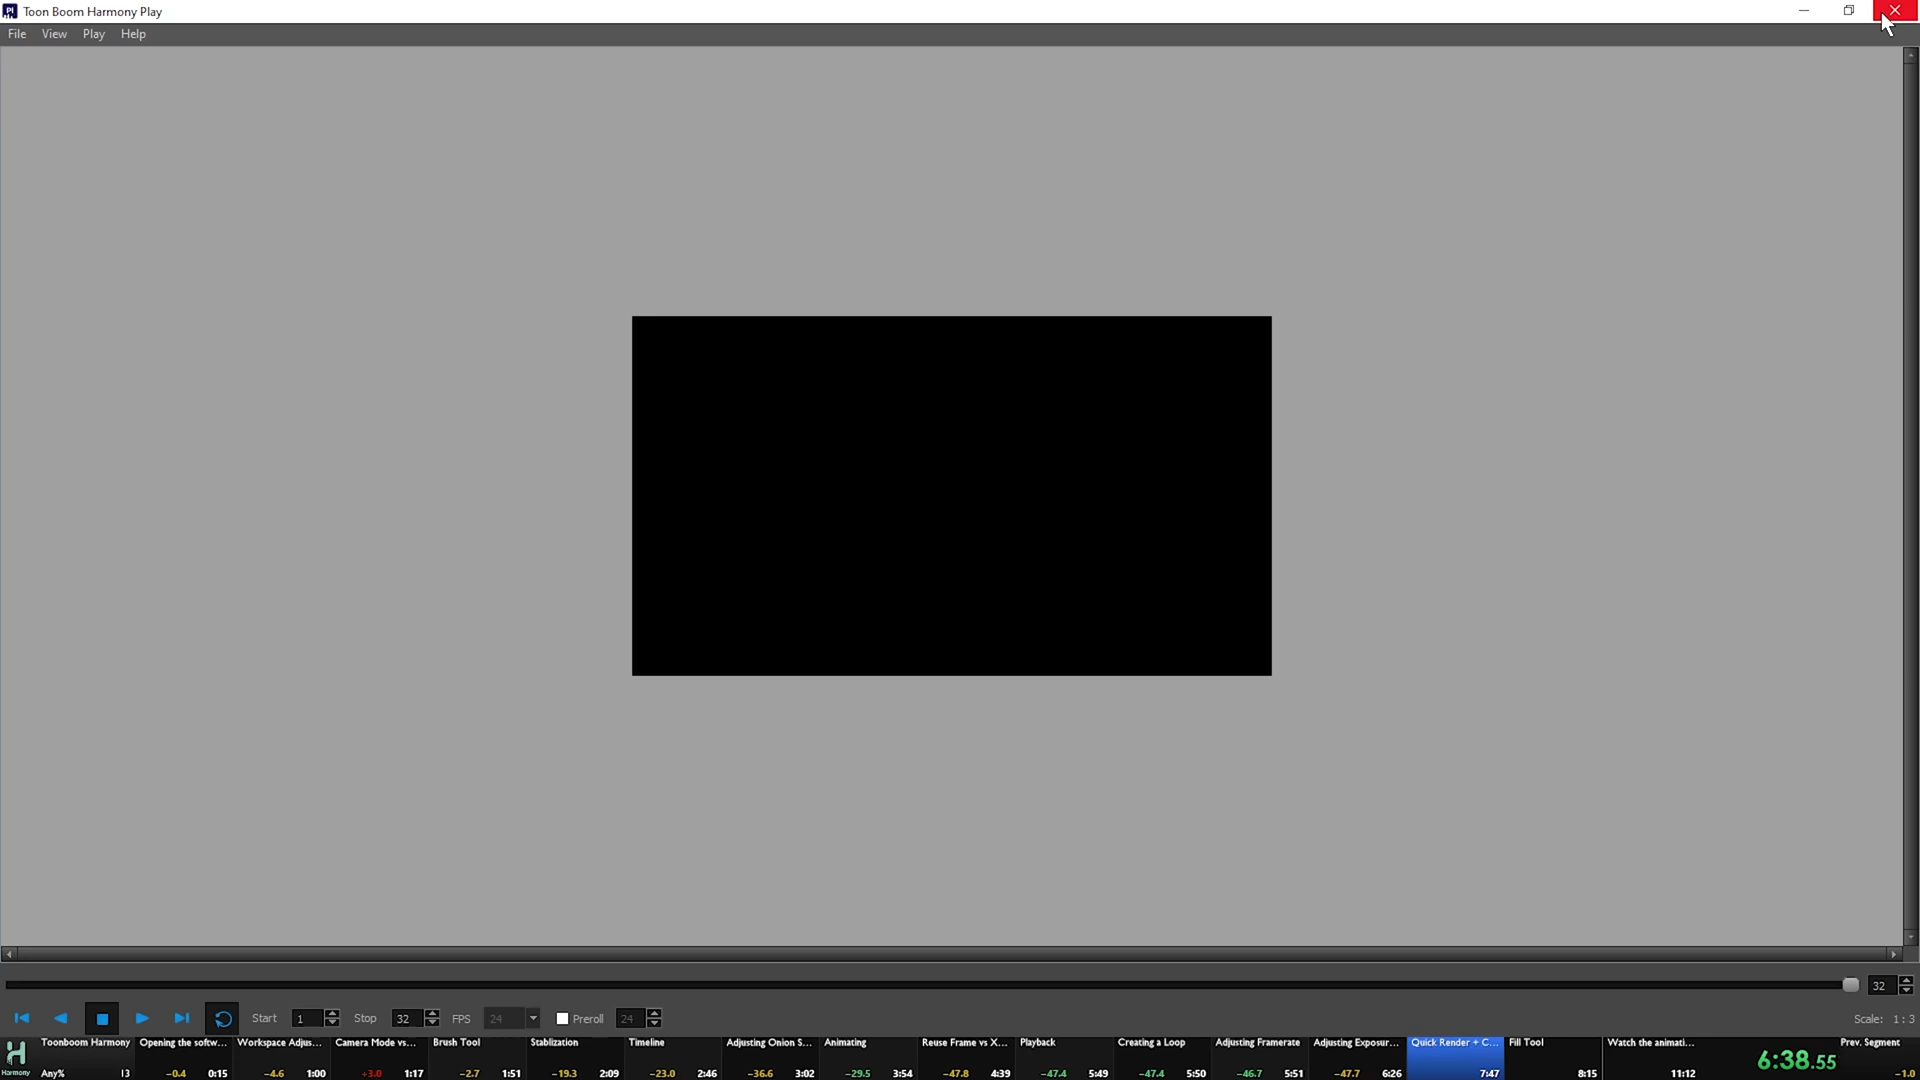 Toon Boom Harmony Play
File View Play Help
32
Start 1 Stop 32 FPS 24 Preroll 24 Scale: 1 : 3
Harmony
Toonboom Harmony
Any% 13
Opening the softw...
-0.4 0:15
Workspace Adjus...
-4.6 1:00
Camera Mode vs...
+3.0 1:17
Brush Tool
-2.7 1:51
Stablization
-19.3 2:09
Timeline
-23.0 2:46
Adjusting Onion S...
-36.6 3:02
Animating
-29.5 3:54
Reuse Frame vs X...
-47.8 4:39
Playback
-47.4 5:49
Creating a Loop
-47.4 5:50
Adjusting Framerate
-46.7 5:51
Adjusting Exposur...
-47.7 6:26
Quick Render + C...
7:47
Fill Tool
8:15
Watch the animati...
11:12
6:38.55
Prev. Segment
-1.0